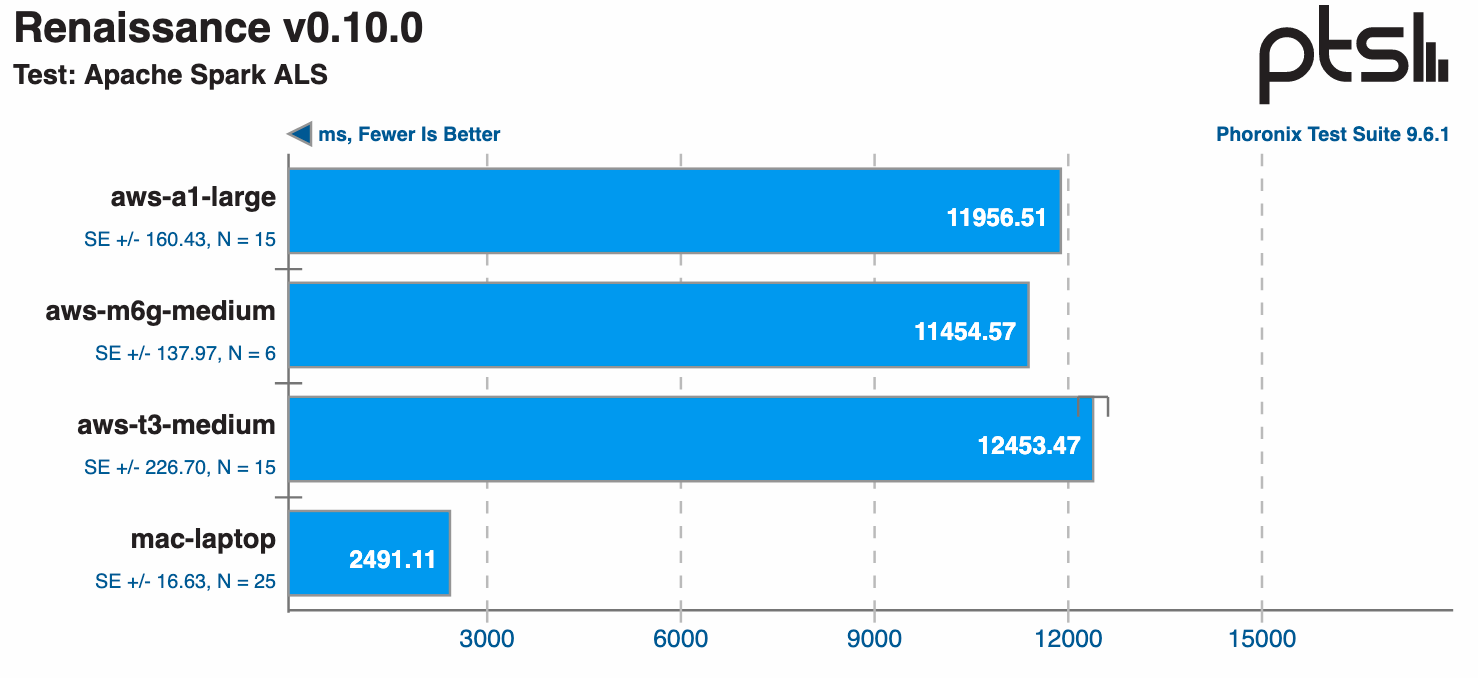 Renaissance v0.10.0
Test: Apache Spark ALS
ptsl
ms, Fewer Is Better
Phoronix Test Suite 9.6.1
aws-a1-large
SE +/- 160.43, N = 15
11956.51
aws-m6g-medium
SE +/- 137.97, N = 6
11454.57
aws-t3-medium
SE +/- 226.70, N = 15
12453.47
mac-laptop
SE +/- 16.63, N = 25
2491.11
3000 6000 9000 12000 15000